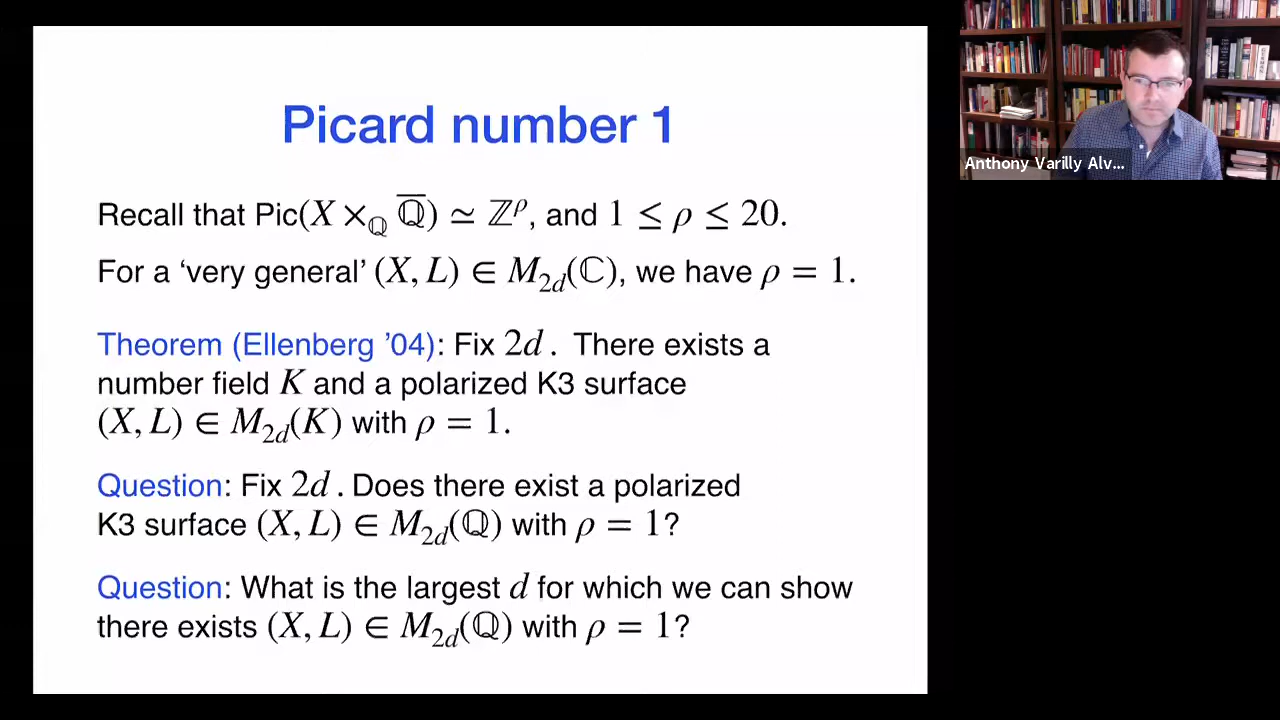 Picard number 1
Recall that Pic(X ×_ℚ ℚ̅) ≃ ℤ^ρ, and 1 ≤ ρ ≤ 20.
For a ‘very general’ (X, L) ∈ M_{2d}(ℂ), we have ρ = 1.
Theorem (Ellenberg ’04): Fix 2d . There exists a
number field K and a polarized K3 surface
(X, L) ∈ M_{2d}(K) with ρ = 1.
Question: Fix 2d . Does there exist a polarized
K3 surface (X, L) ∈ M_{2d}(ℚ) with ρ = 1?
Question: What is the largest d for which we can show
there exists (X, L) ∈ M_{2d}(ℚ) with ρ = 1?
Anthony Varilly Alv...